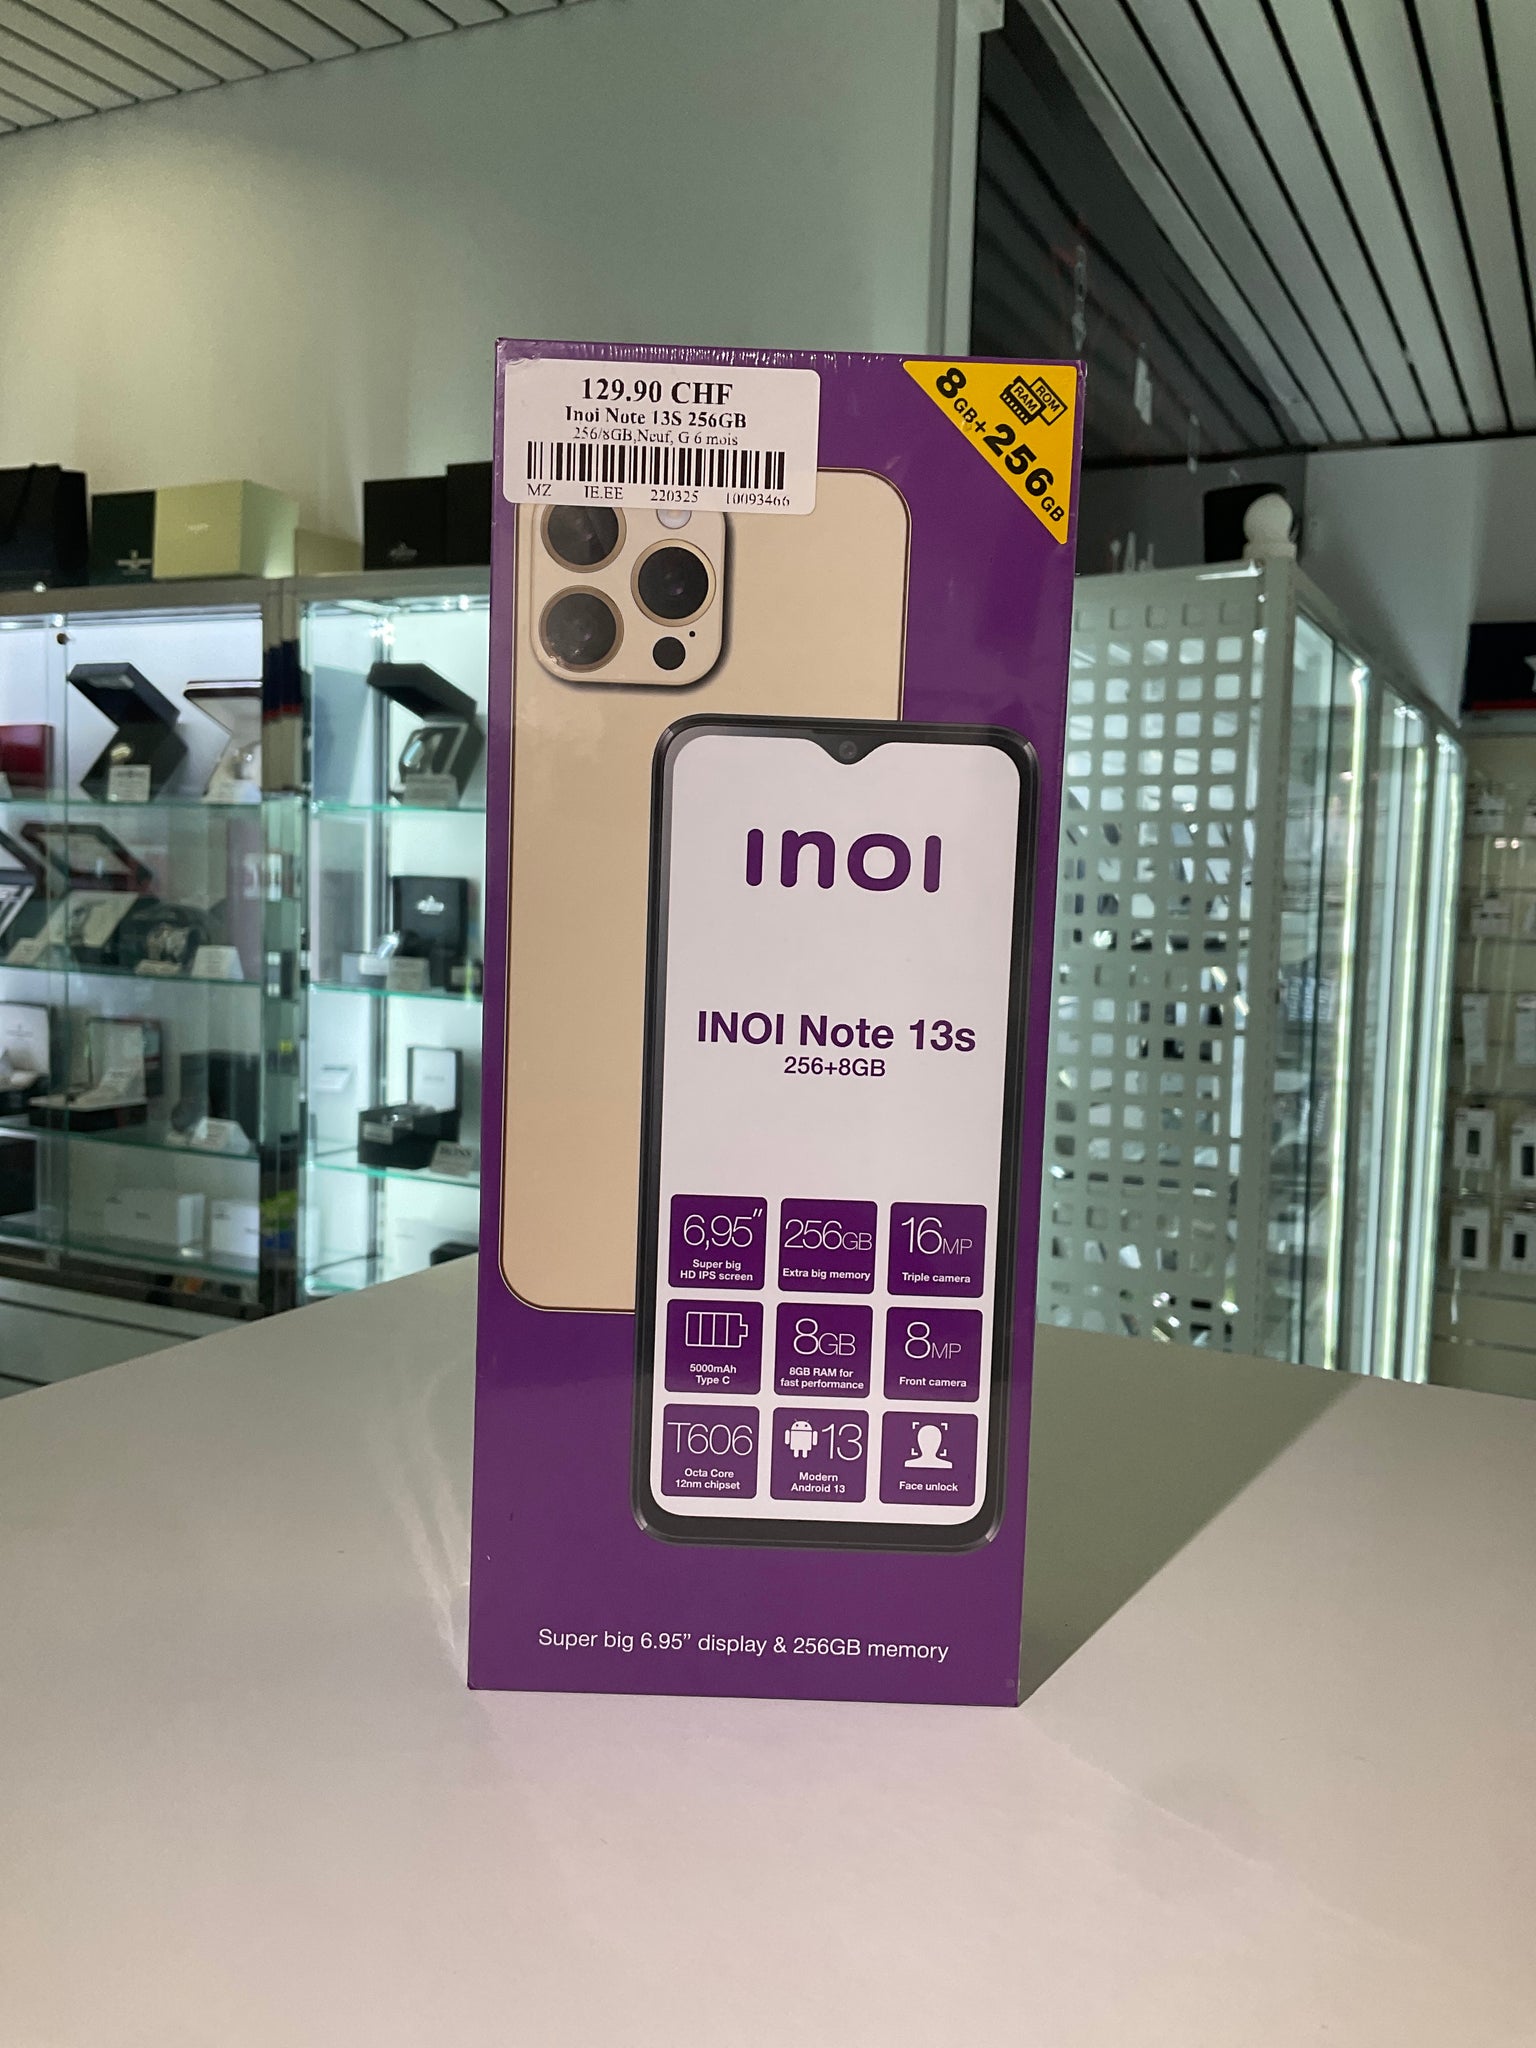 129.90 CHF
Inoi Note 13S 256GB
256/8GB,Neuf, G 6 mois
MZ IE.EE 220325 10093466
ROM
RAM
8GB+256GB
inoi
INOI Note 13s
256+8GB
6,95" 256GB 16MP
Super big
HD IPS screen
Extra big memory
Triple camera
8GB 8MP
5000mAh
Type C
8GB RAM for
fast performance
Front camera
T606 13
Octa Core
12nm chipset
Modern
Android 13
Face unlock
Super big 6.95” display & 256GB memory